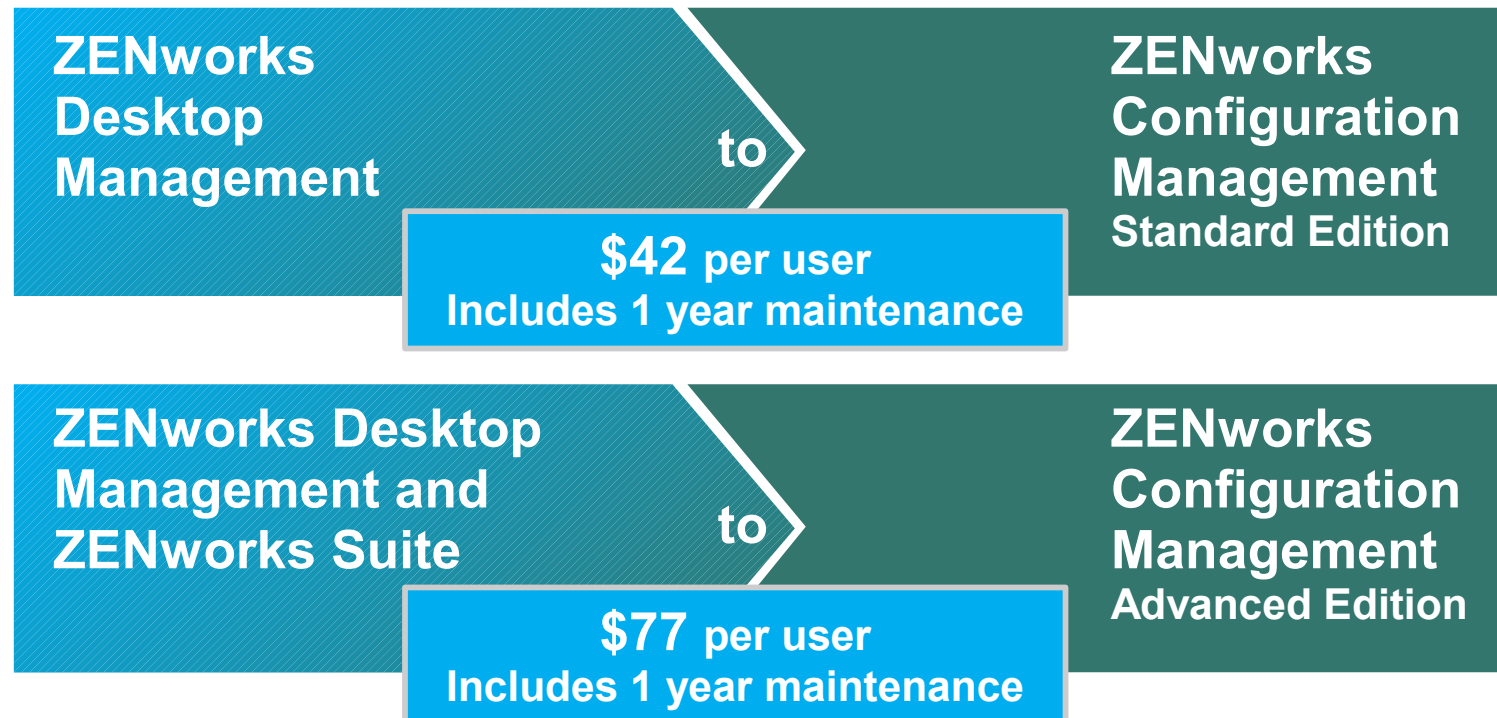 ZENworks
Desktop
Management
to
ZENworks
Configuration
Management
Standard Edition
$42 per user
Includes 1 year maintenance
ZENworks Desktop
Management and
ZENworks Suite
to
ZENworks
Configuration
Management
Advanced Edition
$77 per user
Includes 1 year maintenance